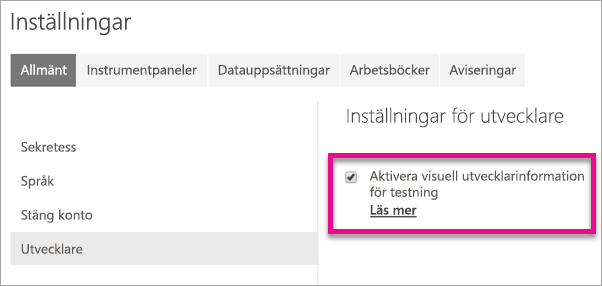 Inställningar
Allmänt Instrumentpaneler Datauppsättningar Arbetsböcker Aviseringar
Sekretess
Språk
Stäng konto
Utvecklare
Inställningar för utvecklare
Aktivera visuell utvecklarinformation
för testning
Läs mer